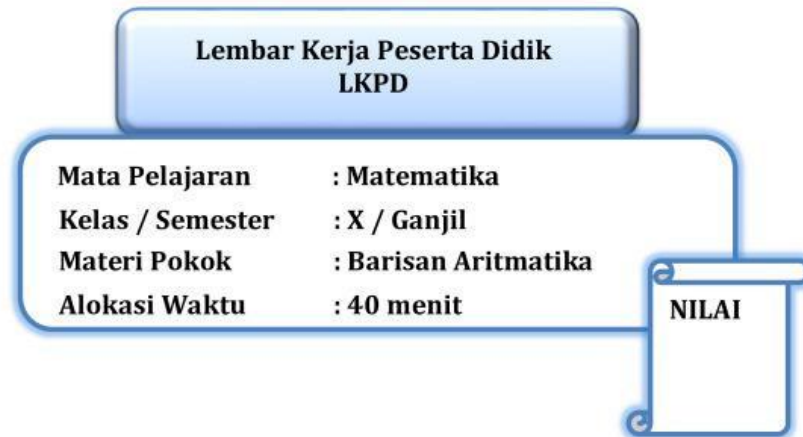 Lembar Kerja Peserta Didik
LKPD
Mata Pelajaran : Matematika
Kelas / Semester : X / Ganjil
Materi Pokok : Barisan Aritmatika
Alokasi Waktu : 40 menit
NILAI